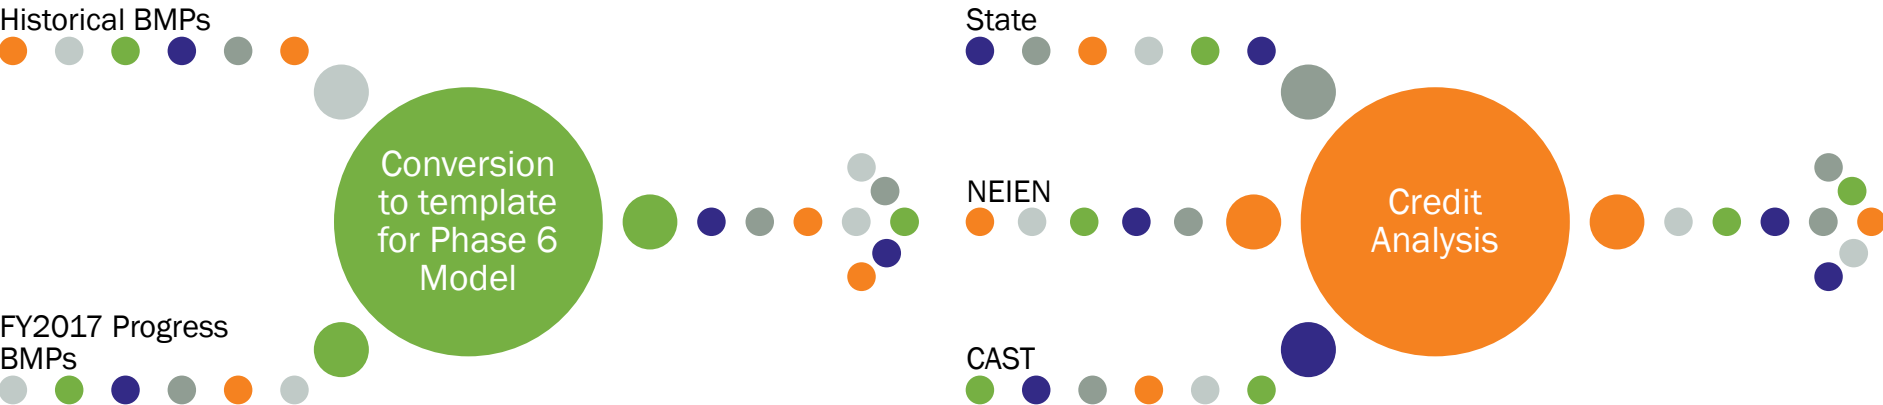 Historical BMPs
Conversion
to template
for Phase 6
Model
FY2017 Progress
BMPs
State
NEIEN
Credit
Analysis
CAST